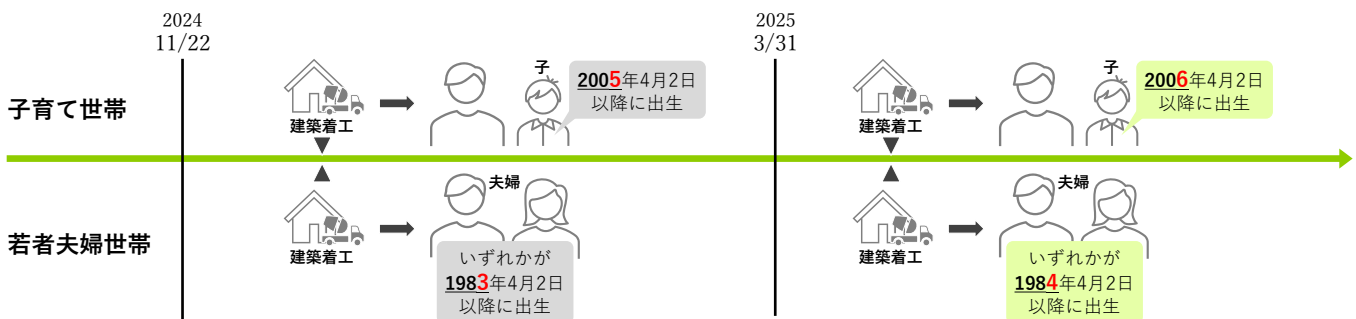 2024
11/22
2025
3/31
子育て世帯
建築着工
子
2005年4月2日
以降に出生
建築着工
子
2006年4月2日
以降に出生
若者夫婦世帯
建築着工
夫婦
いずれかが
1983年4月2日
以降に出生
建築着工
夫婦
いずれかが
1984年4月2日
以降に出生